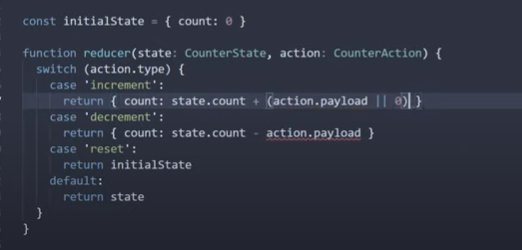 const initialState = { count: 0 }
function reducer(state: CounterState, action: CounterAction) {
switch (action.type) {
case 'increment':
return { count: state.count + (action.payload || 0) }
case 'decrement':
return { count: state.count - action.payload }
case 'reset':
return initialState
default:
return state
}
}